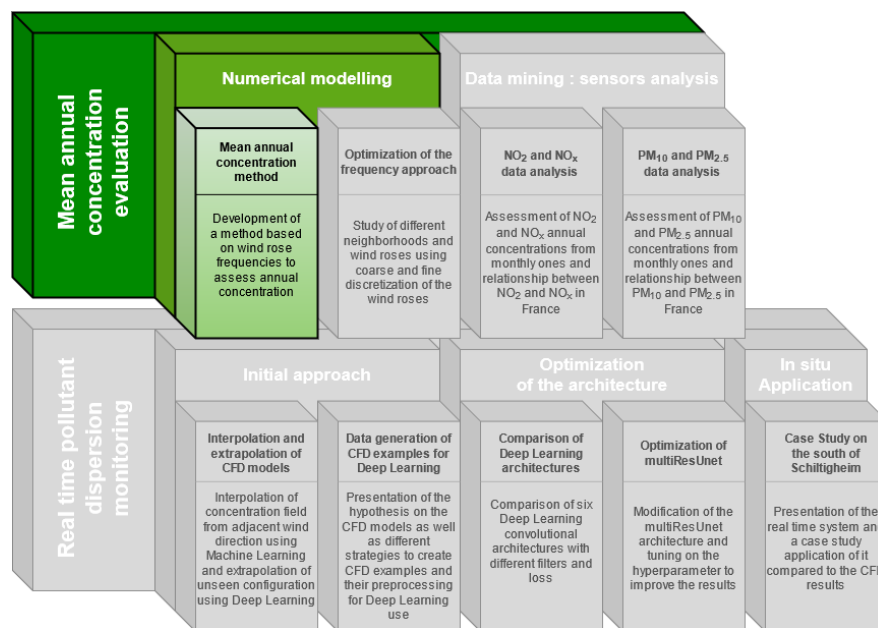 Mean annual
concentration
evaluation
Numerical modelling
Data mining : sensors analysis
Mean annual
concentration
method
Development of
a method based
on wind rose
frequencies to
assess annual
concentration
Optimization of the
frequency approach
Study of different
neighborhoods and
wind roses using
coarse and fine
discretization of the
wind roses
NO₂ and NOₓ
data analysis
Assessment of NO₂
and NOₓ annual
concentrations from
monthly ones and
relationship between
NO₂ and NOₓ in
France
PM₁₀ and PM₂.₅
data analysis
Assessment of PM₁₀
and PM₂.₅ annual
concentrations from
monthly ones and
relationship between
PM₁₀ and PM₂.₅ in
France
Real time pollutant
dispersion
monitoring
Initial approach
Optimization
of the architecture
In situ
Application
Interpolation and
extrapolation of
CFD models
Interpolation of
concentration field
from adjacent wind
direction using
Machine Learning and
extrapolation of
unseen configuration
using Deep Learning
Data generation of
CFD examples for
Deep Learning
Presentation of the
hypothesis on the
CFD models as well
as different
strategies to create
CFD examples and
their preprocessing
for Deep Learning
use
Comparison of
Deep Learning
architectures
Comparison of six
Deep Learning
convolutional
architectures with
different filters and
loss
Optimization of
multiResUnet
Modification of the
multiResUnet
architecture and
tuning on the
hyperparameter to
improve the results
Case Study on
the south of
Schiltigheim
Presentation of the
real time system
a case study
application of it
compared to the
results